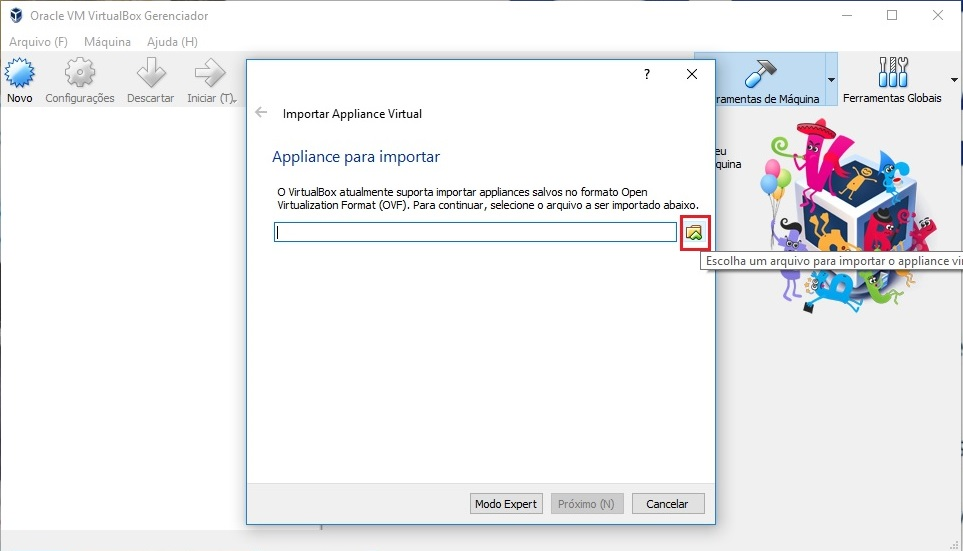 Oracle VM VirtualBox Gerenciador
Arquivo (F) Máquina Ajuda (H)
Novo Configurações Descartar Iniciar (T)
ramentas de Máquina Ferramentas Globais
?
Importar Appliance Virtual
Appliance para importar
O VirtualBox atualmente suporta importar appliances salvos no formato Open
Virtualization Format (OVF). Para continuar, selecione o arquivo a ser importado abaixo.
eu
quina
Escolha um arquivo para importar o appliance vi
Modo Expert Próximo (N) Cancelar